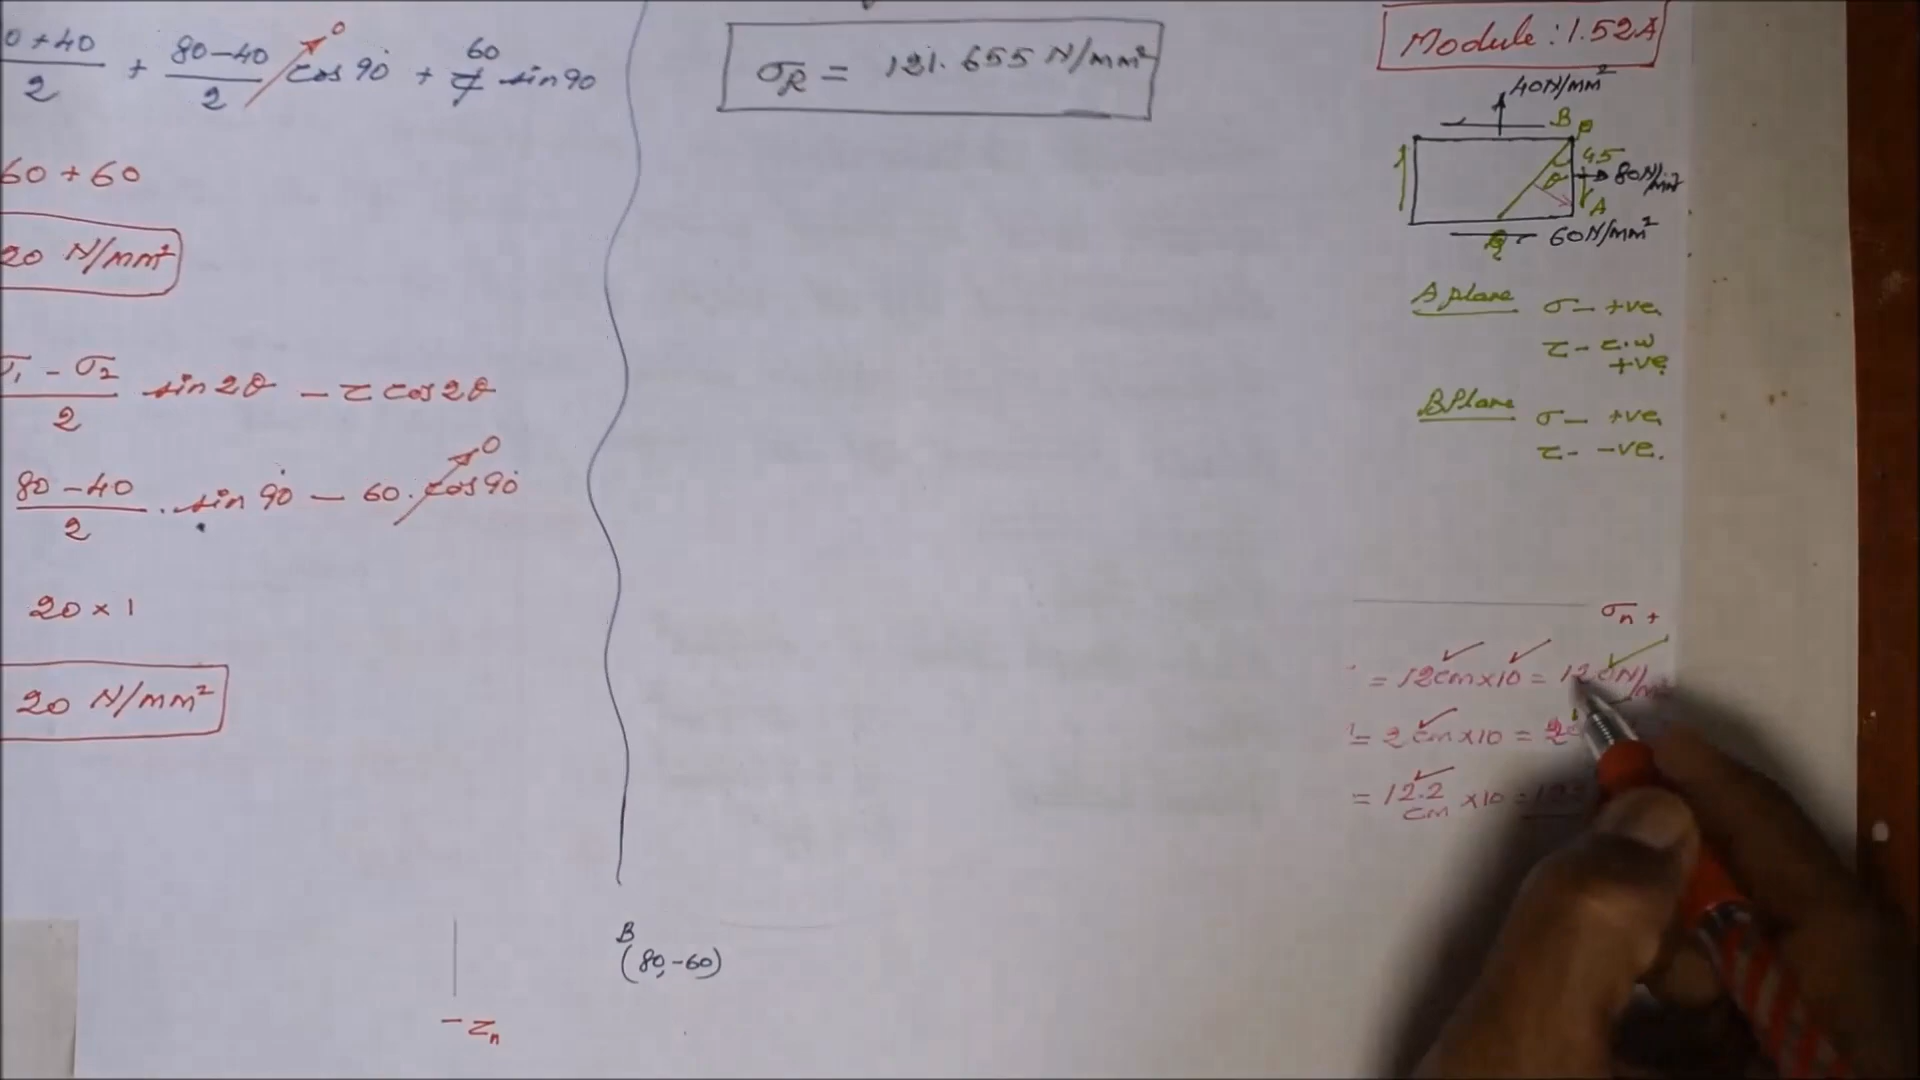 0+40/2 + 80-40/2 cos 90° + 60 τ sin 90
0
60 + 60
20 N/mm²
σ₁ - σ₂/2 sin 2θ - τ cos 2θ
80 - 40/2 . sin 90° - 60. cos 90°
0
20 × 1
20 N/mm²
- τn
B
(80, -60)
σR = 121.655 N/mm²
Module: 1.52A
40N/mm²
B P
45
θ
80N/mm²
A
Q
60N/mm²
A plane σ - +ve.
τ - c.w
+ve.
B Plane σ - +ve.
τ - -ve.
σn +
= 12cm×10 = 120N/m
= 2cm×10 =
= 12.2 cm ×10 =